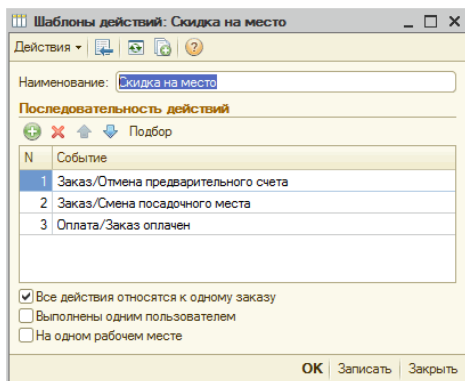 Шаблоны действий: Скидка на место
Действия
Наименование: Скидка на место
Последовательность действий
Подбор
N Событие
1 Заказ/Отмена предварительного счета
2 Заказ/Смена посадочного места
3 Оплата/Заказ оплачен
Все действия относятся к одному заказу
Выполнены одним пользователем
На одном рабочем месте
OK Записать Закрыть